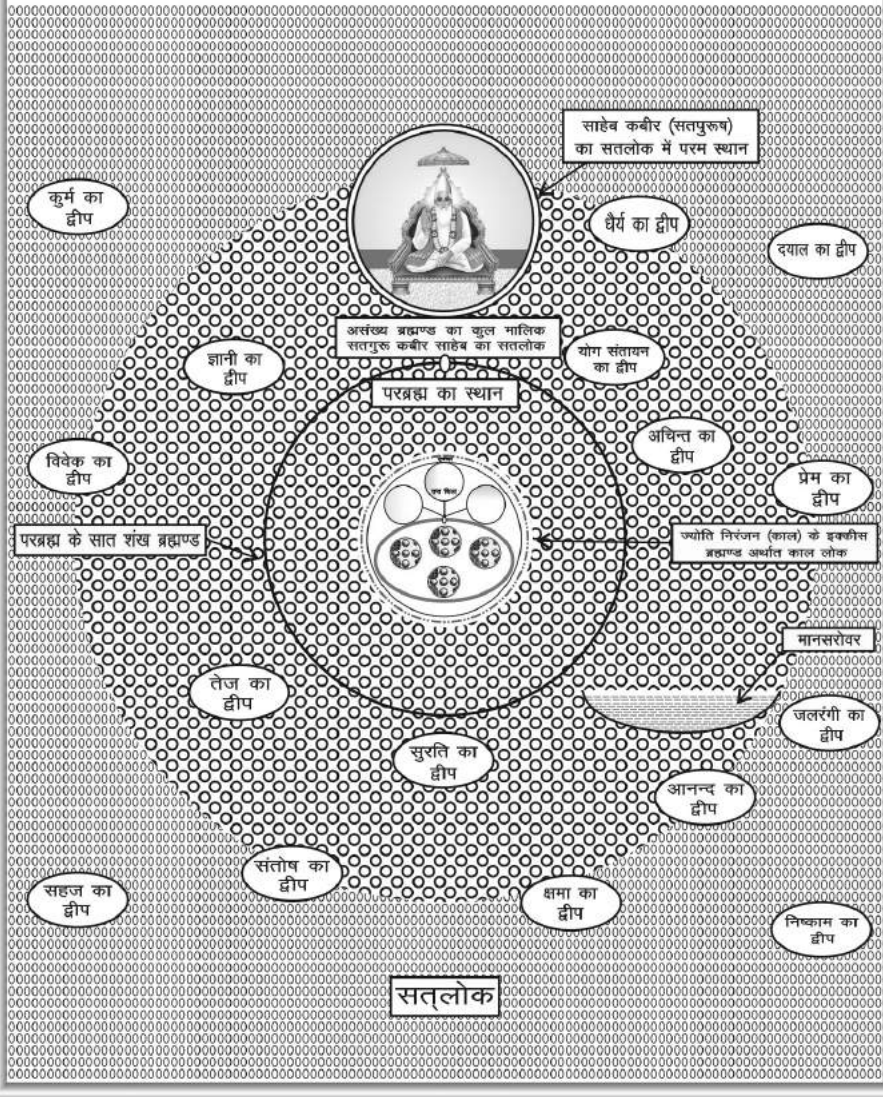 साहेब कबीर (सतपुरूष)
का सतलोक में परम स्थान
कुर्म का
द्वीप
धैर्य का द्वीप
दयाल का द्वीप
असंख्य ब्रह्मण्ड का कुल मालिक
सतगुरू कबीर साहेब का सतलोक
ज्ञानी का
द्वीप
योग संतायन
का द्वीप
परब्रह्म का स्थान
अचिन्त का
द्वीप
विवेक का
द्वीप
प्रेम का
द्वीप
परब्रह्म के सात शंख ब्रह्मण्ड
ज्योति निरंजन (काल) के इक्कीस
ब्रह्मण्ड अर्थात काल लोक
मानसरोवर
तेज का
द्वीप
जलरंगी का
द्वीप
सुरति का
द्वीप
आनन्द का
द्वीप
संतोष का
द्वीप
सहज का
द्वीप
क्षमा का
द्वीप
निष्काम का
द्वीप
सत्लोक